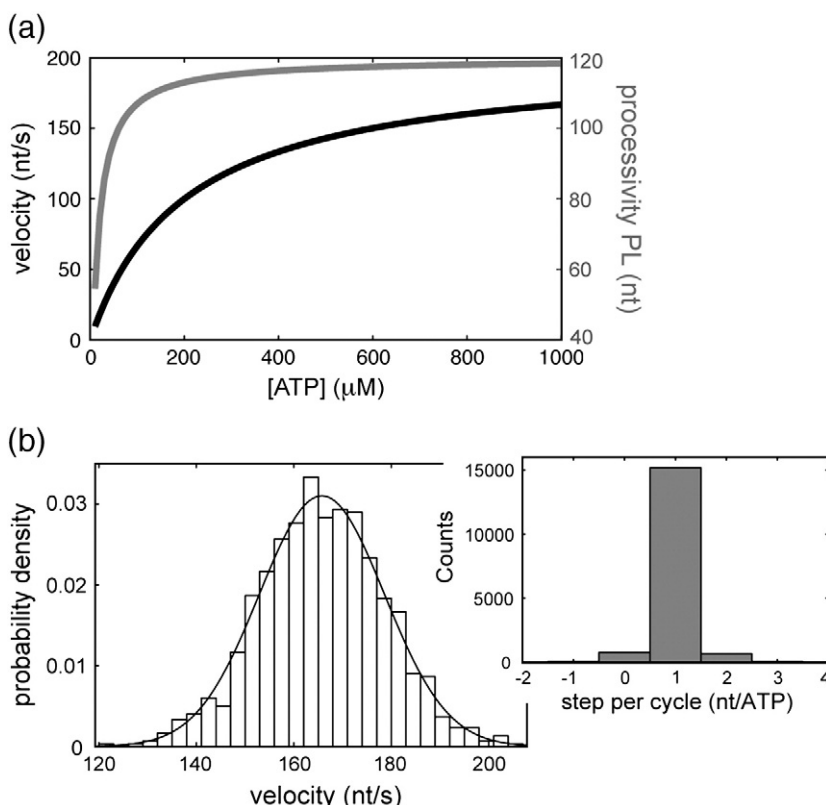 (a)
200
150
100
50
0
velocity (nt/s)
120
100
80
60
40
processivity PL (nt)
0 200 400 600 800 1000
[ATP] (μM)
(b)
0.03
0.02
0.01
0
probability density
120 140 160 180 200
velocity (nt/s)
15000
10000
5000
0
Counts
-2 -1 0 1 2 3 4
step per cycle (nt/ATP)